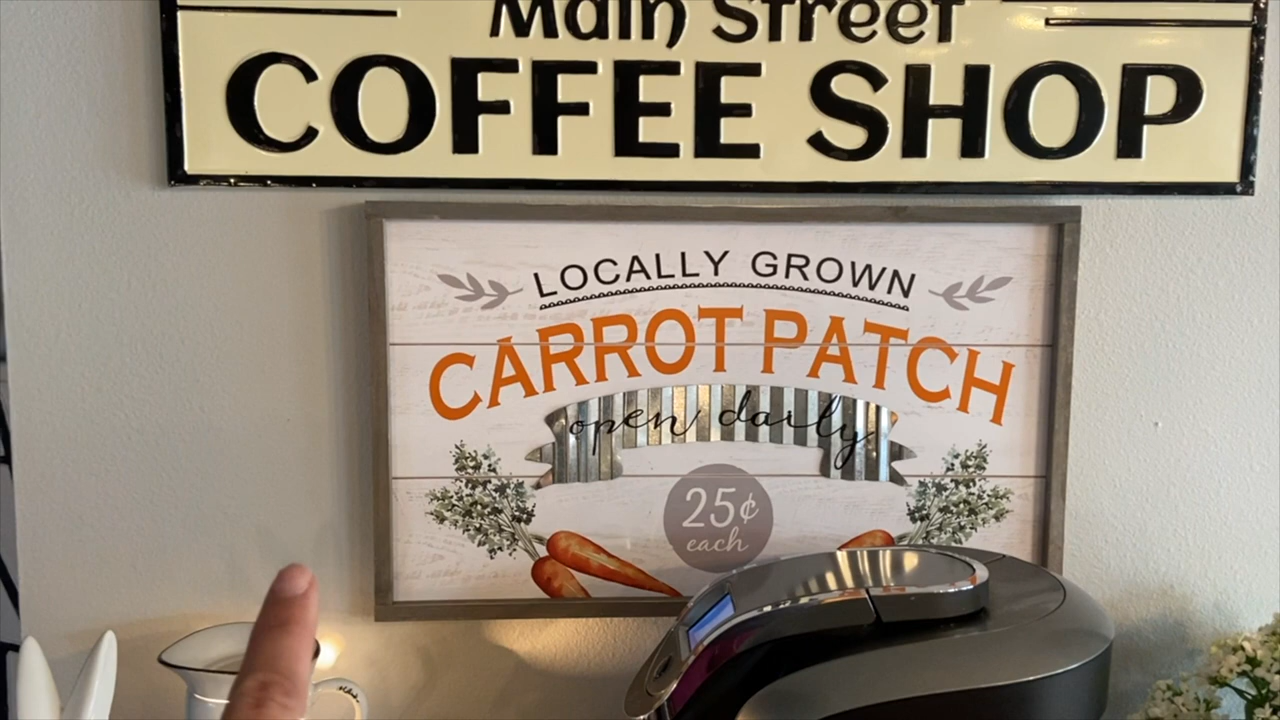 Main Street
COFFEE SHOP
LOCALLY GROWN
CARROT PATCH
open daily
25¢
each